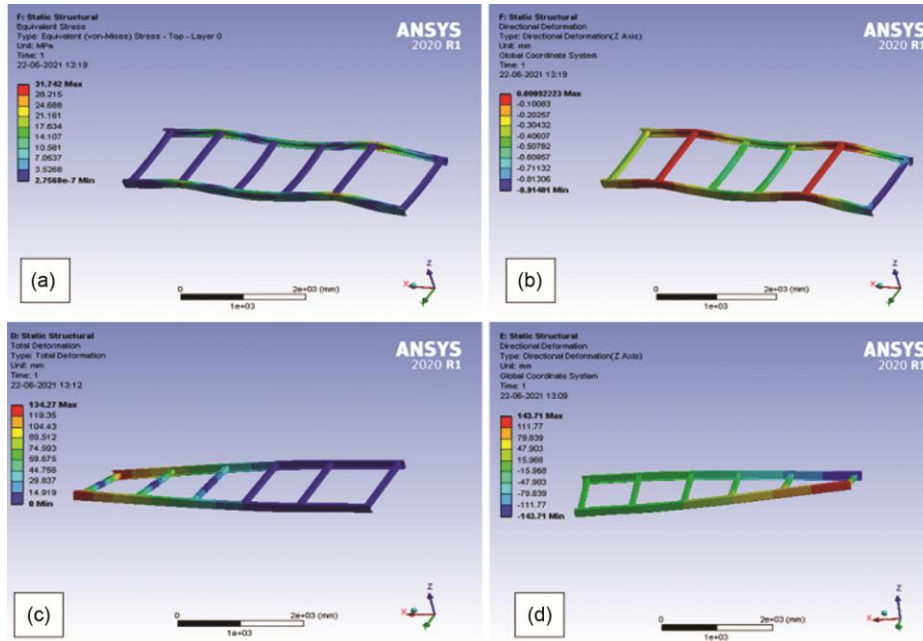 F: Static Structural
Equivalent Stress
Type: Equivalent (von-Mises) Stress - Top - Layer 0
Unit: MPa
Time: 1
22-06-2021 13:19
31.742 Max
28.215
24.688
21.161
17.634
14.107
10.581
7.0537
3.5268
2.7568e-7 Min
ANSYS
2020 R1
0
2e+03 (mm)
1e+03
X
Y
Z
(a)
F: Static Structural
Directional Deformation
Type: Directional Deformation(Z Axis)
Unit: mm
Global Coordinate System
Time: 1
22-06-2021 13:19
0.00092223 Max
-0.10083
-0.20257
-0.30432
-0.40607
-0.50782
-0.60957
-0.71132
-0.81306
-0.91481 Min
ANSYS
2020 R1
0
2e+03 (mm)
1e+03
X
Y
Z
(b)
D: Static Structural
Total Deformation
Type: Total Deformation
Unit: mm
Time: 1
22-06-2021 13:12
134.27 Max
119.35
104.43
89.512
74.593
59.675
44.756
29.837
14.919
0 Min
ANSYS
2020 R1
0
2e+03 (mm)
1e+03
X
Z
(c)
E: Static Structural
Directional Deformation
Type: Directional Deformation(Z Axis)
Unit: mm
Global Coordinate System
Time: 1
22-06-2021 13:09
143.71 Max
111.77
79.839
47.903
15.968
-15.968
-47.903
-79.839
-111.77
-143.71 Min
ANSYS
2020 R1
0
2e+03 (mm)
1e+03
X
Z
(d)